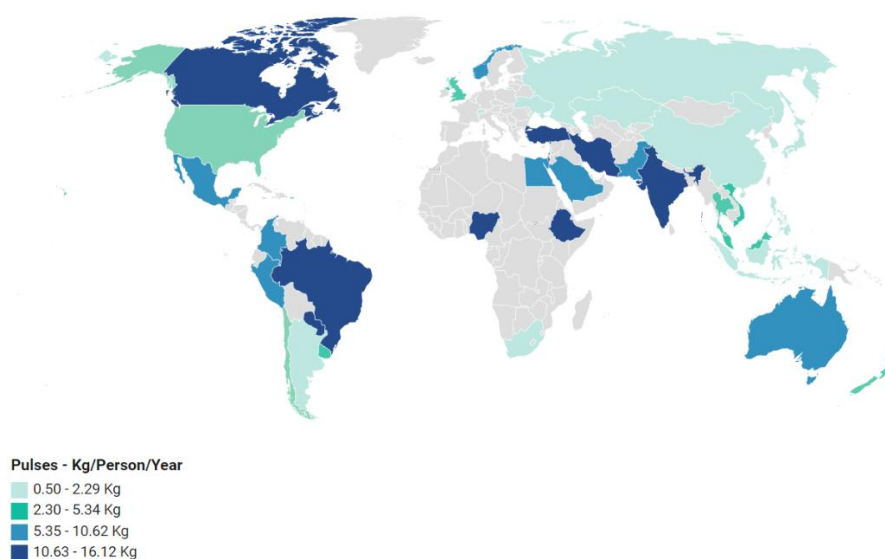 Pulses - Kg/Person/Year
0.50 - 2.29 Kg
2.30 - 5.34 Kg
5.35 - 10.62 Kg
10.63 - 16.12 Kg